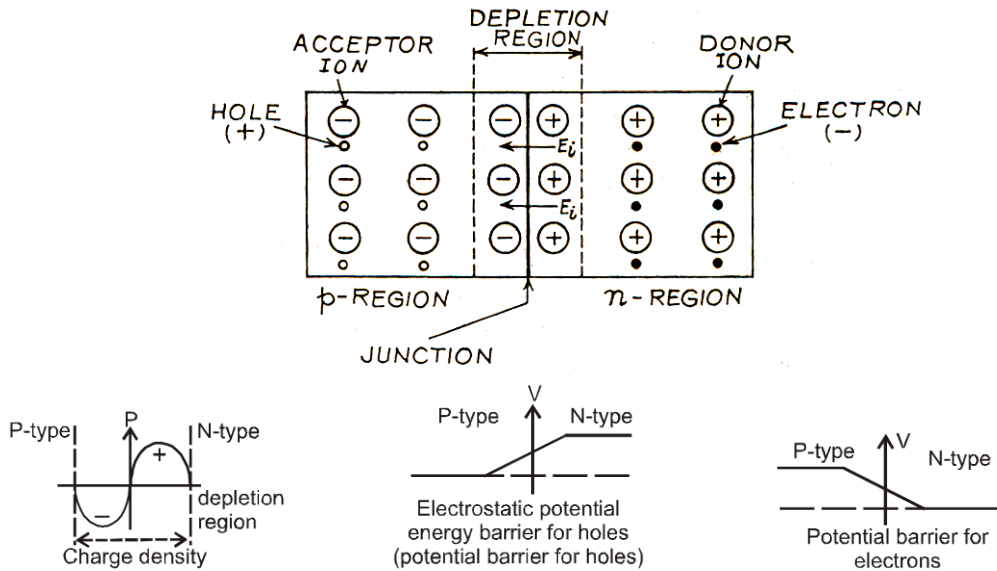 DEPLETION
REGION
ACCEPTOR
ION
DONOR
ION
HOLE
(+)
ELECTRON
(−)
− − − + + +
Eᵢ
− − − + + +
Eᵢ
− − − + + +
p-REGION
n-REGION
JUNCTION
P-type
P
N-type
+
−
depletion
region
Charge density
V
P-type
N-type
Electrostatic potential
energy barrier for holes
(potential barrier for holes)
V
P-type
N-type
Potential barrier for
electrons